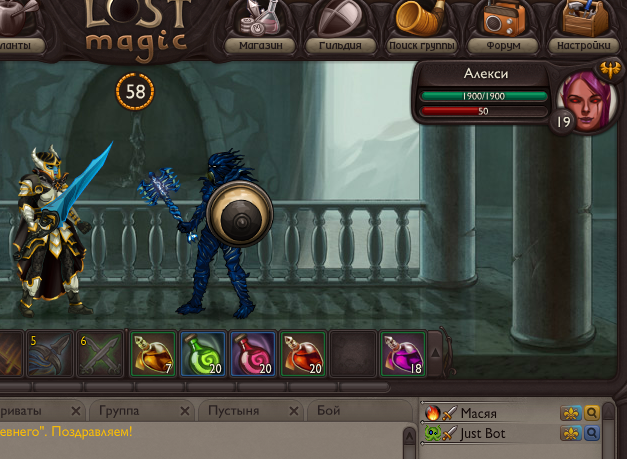 LOST
magic
ланты
Магазин
Гильдия
Поиск группы
Форум
Настройки
58
Алекси
1900/1900
50
19
5
6
7
20
20
20
18
риваты
Группа
Пустыня
Бой
евнего". Поздравляем!
Масяя
Just Bot